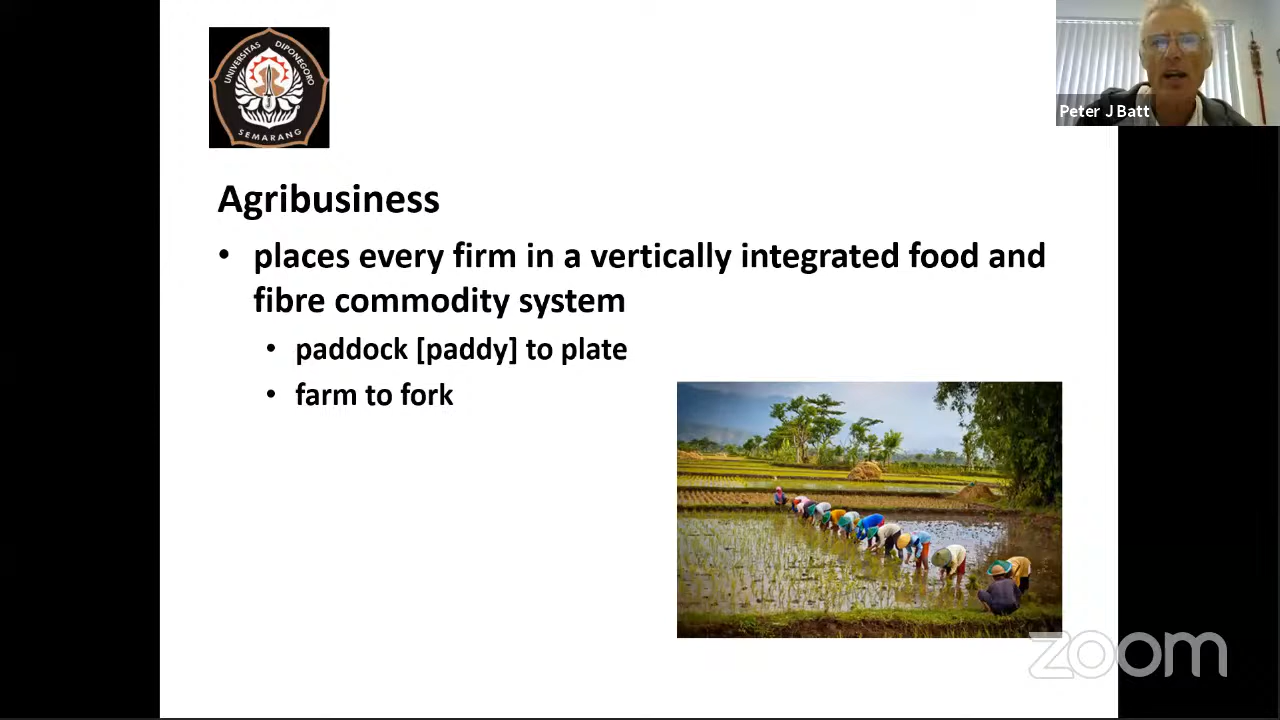 UNIVERSITAS DIPONEGORO
SEMARANG
Peter J Batt
Agribusiness
• places every firm in a vertically integrated food and
fibre commodity system
• paddock [paddy] to plate
• farm to fork
zoom